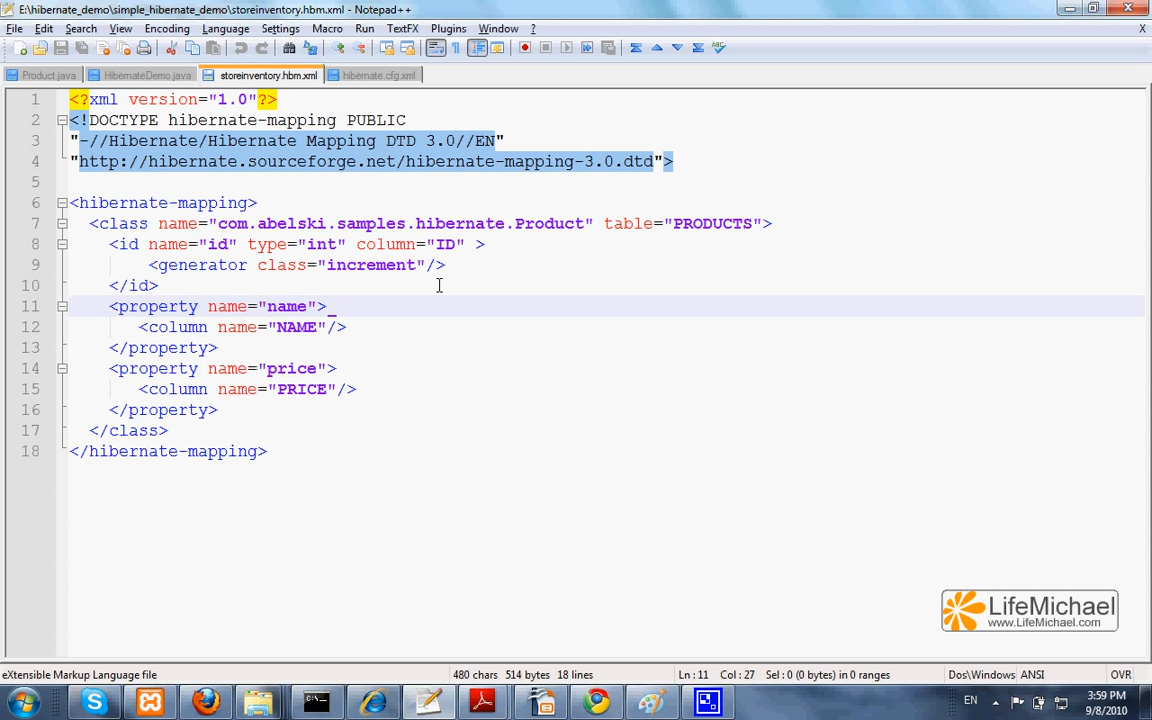 E:\hibernate_demo\simple_hibernate_demo\storeinventory.hbm.xml - Notepad++
File Edit Search View Encoding Language Settings Macro Run TextFX Plugins Window ? X
Product.java HibernateDemo.java storeinventory.hbm.xml hibernate.cfg.xml
1 <?xml version="1.0"?>
2 <!DOCTYPE hibernate-mapping PUBLIC
3 "-//Hibernate/Hibernate Mapping DTD 3.0//EN"
4 "http://hibernate.sourceforge.net/hibernate-mapping-3.0.dtd">
5
6 <hibernate-mapping>
7 <class name="com.abelski.samples.hibernate.Product" table="PRODUCTS">
8 <id name="id" type="int" column="ID" >
9 <generator class="increment"/>
10 </id>
11 <property name="name">
12 <column name="NAME"/>
13 </property>
14 <property name="price">
15 <column name="PRICE"/>
16 </property>
17 </class>
18 </hibernate-mapping>
LifeMichael
www.LifeMichael.com
eXtensible Markup Language file 480 chars 514 bytes 18 lines Ln : 11 Col : 27 Sel : 0 (0 bytes) in 0 ranges Dos\Windows ANSI OVR
EN 3:59 PM
9/8/2010